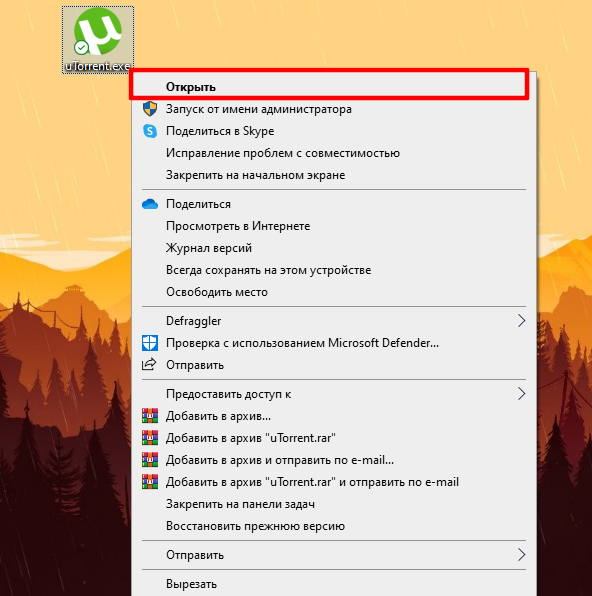 uTorrent.exe
Открыть
Запуск от имени администратора
Поделиться в Skype
Исправление проблем с совместимостью
Закрепить на начальном экране
Поделиться
Просмотреть в Интернете
Журнал версий
Всегда сохранять на этом устройстве
Освободить место
Defraggler
Проверка с использованием Microsoft Defender...
Отправить
Предоставить доступ к
Добавить в архив...
Добавить в архив "uTorrent.rar"
Добавить в архив и отправить по e-mail...
Добавить в архив "uTorrent.rar" и отправить по e-mail
Закрепить на панели задач
Восстановить прежнюю версию
Отправить
Вырезать